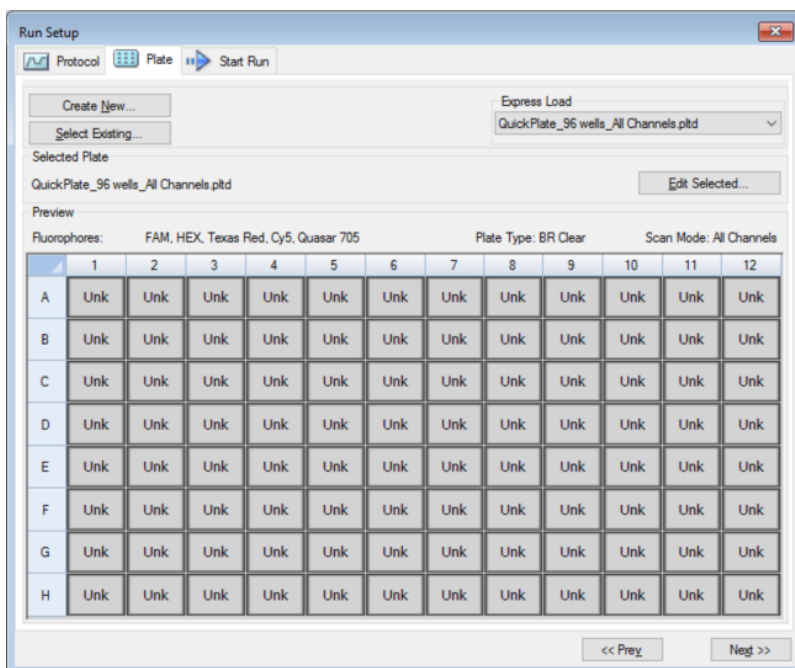 Run Setup
Protocol Plate Start Run
Create New... Express Load
Select Existing... QuickPlate_96 wells_All Channels.pltd
Selected Plate
QuickPlate_96 wells_All Channels.pltd Edit Selected...
Preview
Fluorophores: FAM, HEX, Texas Red, Cy5, Quasar 705 Plate Type: BR Clear Scan Mode: All Channels
1 2 3 4 5 6 7 8 9 10 11 12
A Unk Unk Unk Unk Unk Unk Unk Unk Unk Unk Unk Unk
B Unk Unk Unk Unk Unk Unk Unk Unk Unk Unk Unk Unk
C Unk Unk Unk Unk Unk Unk Unk Unk Unk Unk Unk Unk
D Unk Unk Unk Unk Unk Unk Unk Unk Unk Unk Unk Unk
E Unk Unk Unk Unk Unk Unk Unk Unk Unk Unk Unk Unk
F Unk Unk Unk Unk Unk Unk Unk Unk Unk Unk Unk Unk
G Unk Unk Unk Unk Unk Unk Unk Unk Unk Unk Unk Unk
H Unk Unk Unk Unk Unk Unk Unk Unk Unk Unk Unk Unk
<< Prev Next >>